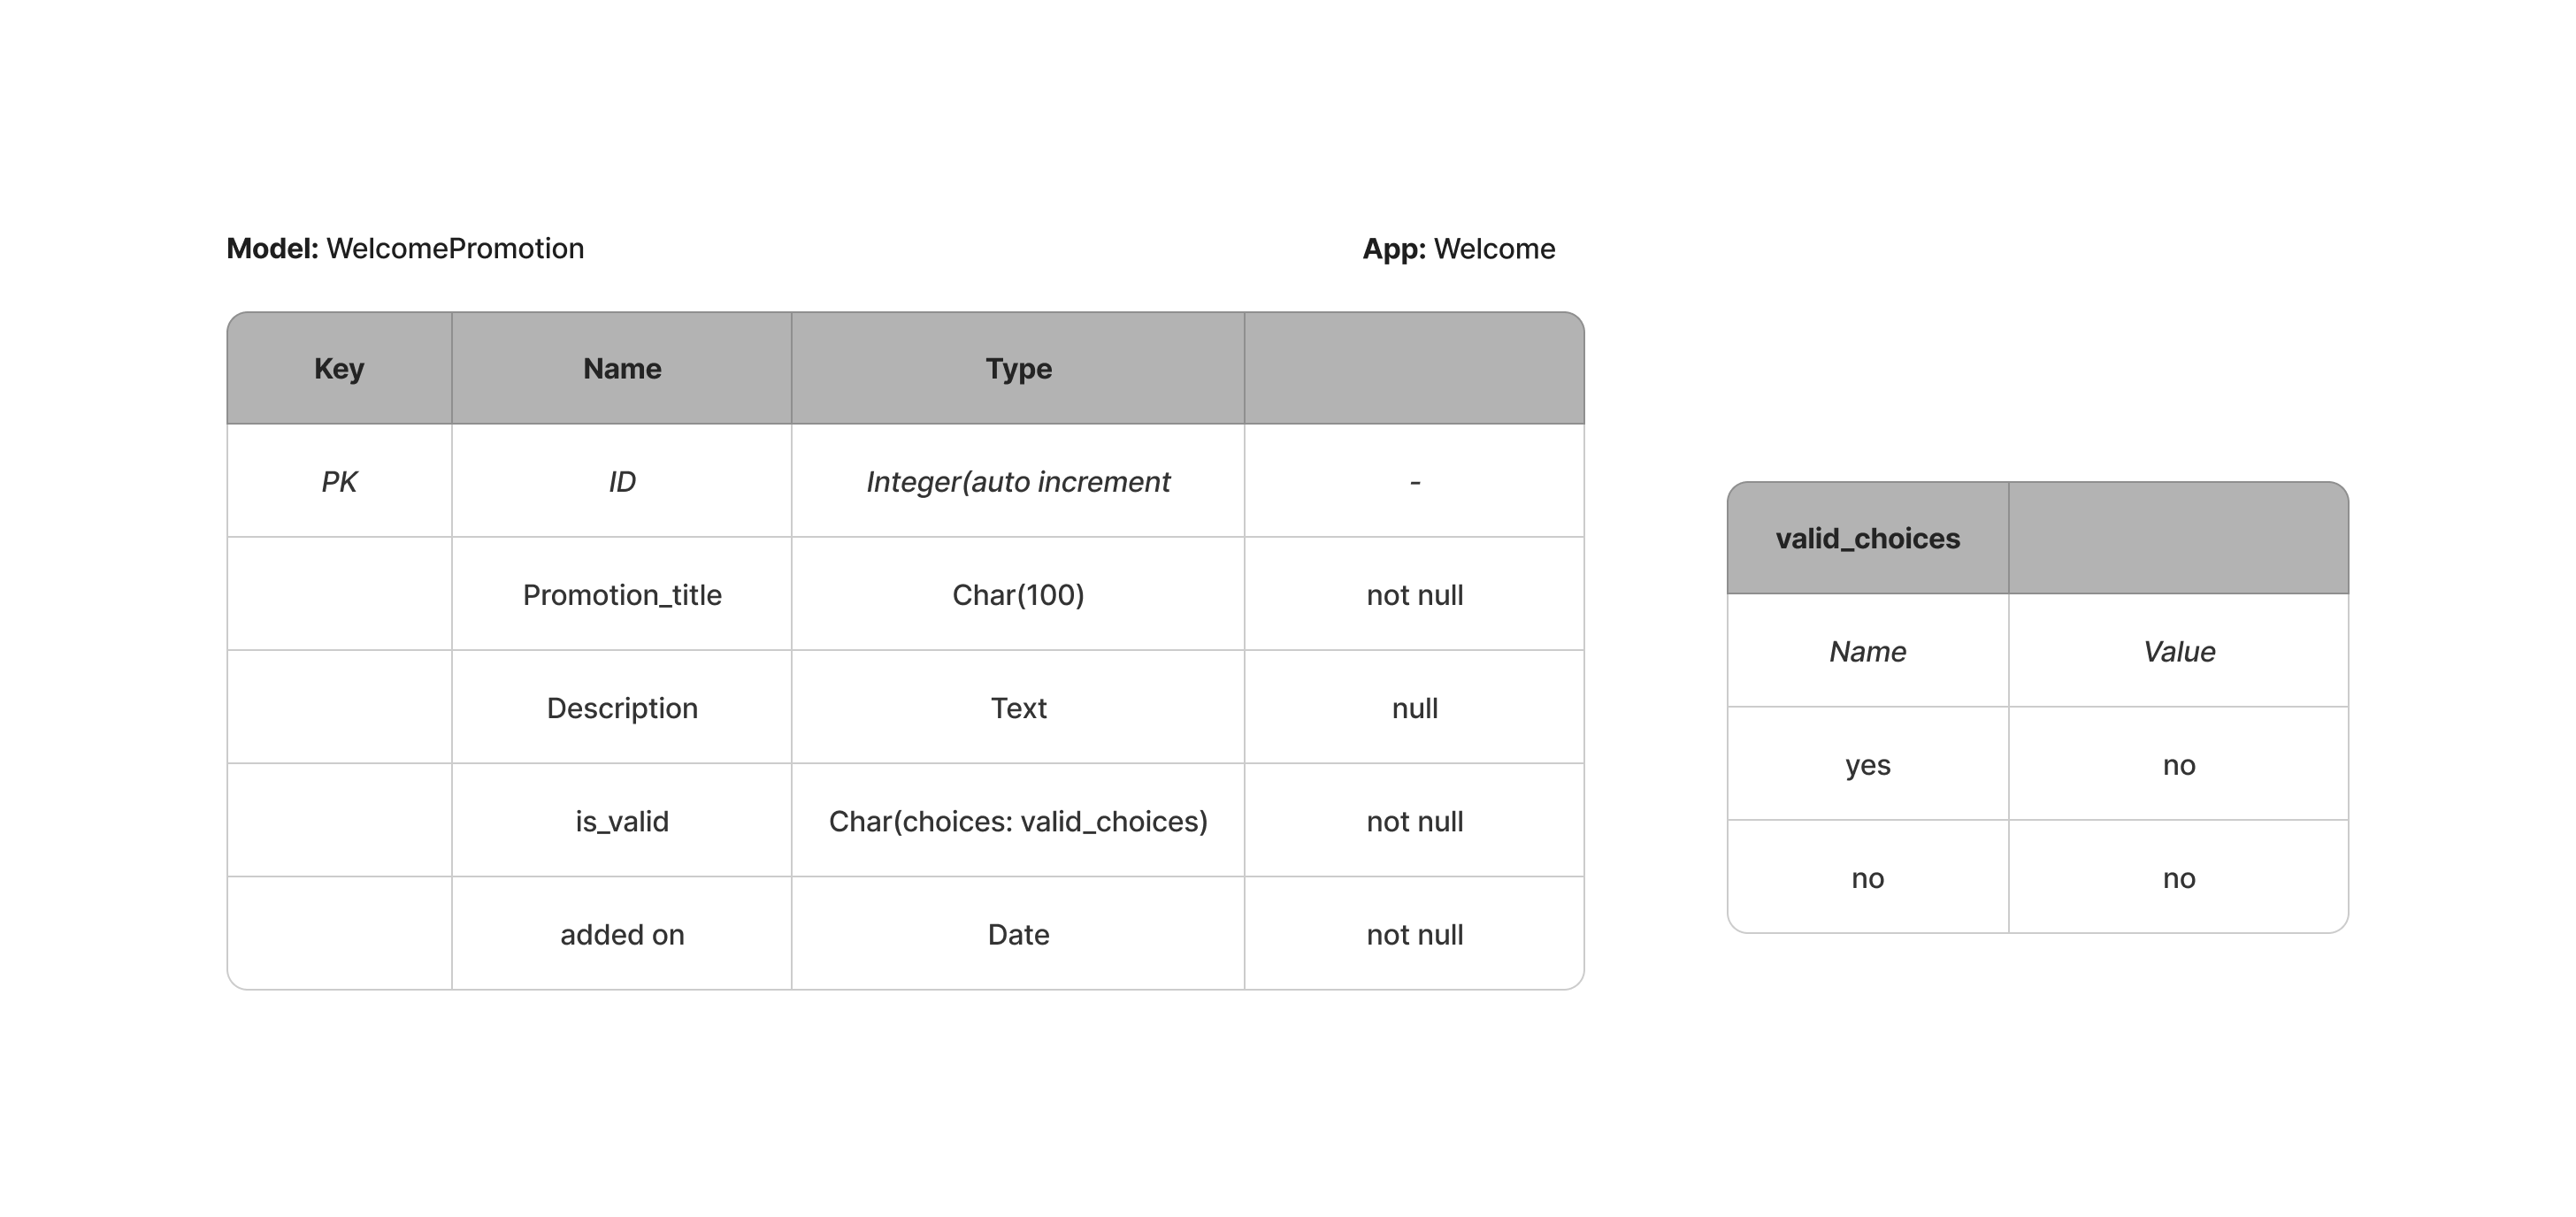 Model: WelcomePromotion App: Welcome
Key Name Type
PK ID Integer(auto increment -
Promotion_title Char(100) not null
Description Text null
is_valid Char(choices: valid_choices) not null
added on Date not null
valid_choices
Name Value
yes no
no no